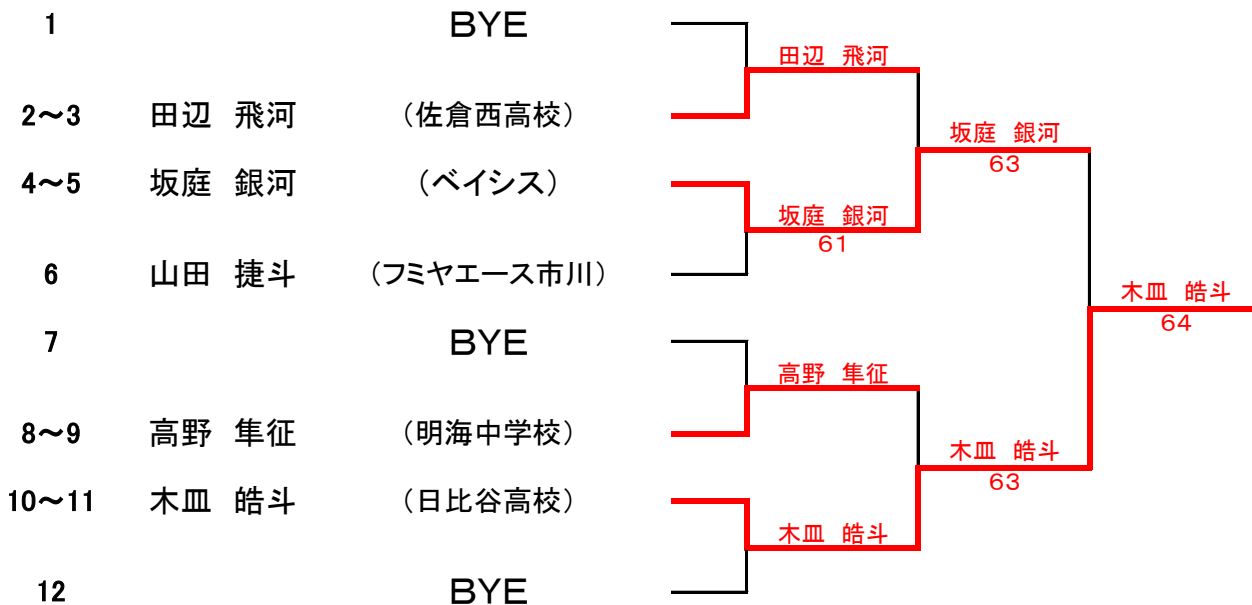 1 BYE
田辺 飛河
2～3 田辺 飛河 (佐倉西高校)
坂庭 銀河
63
4～5 坂庭 銀河 (ベイシス)
坂庭 銀河
61
6 山田 捷斗 (フミヤエース市川)
木皿 皓斗
64
7 BYE
高野 隼征
8～9 高野 隼征 (明海中学校)
木皿 皓斗
63
10～11 木皿 皓斗 (日比谷高校)
木皿 皓斗
12 BYE